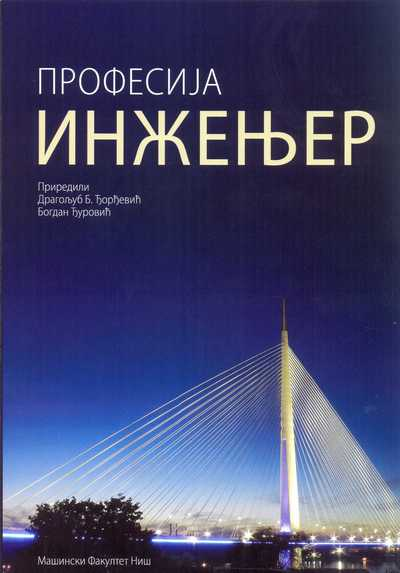 ПРОФЕСИЈА
ИНЖЕЊЕР
Приредили
Драгољуб Б. Ђорђевић
Богдан Ђуровић
Машински Факултет Ниш